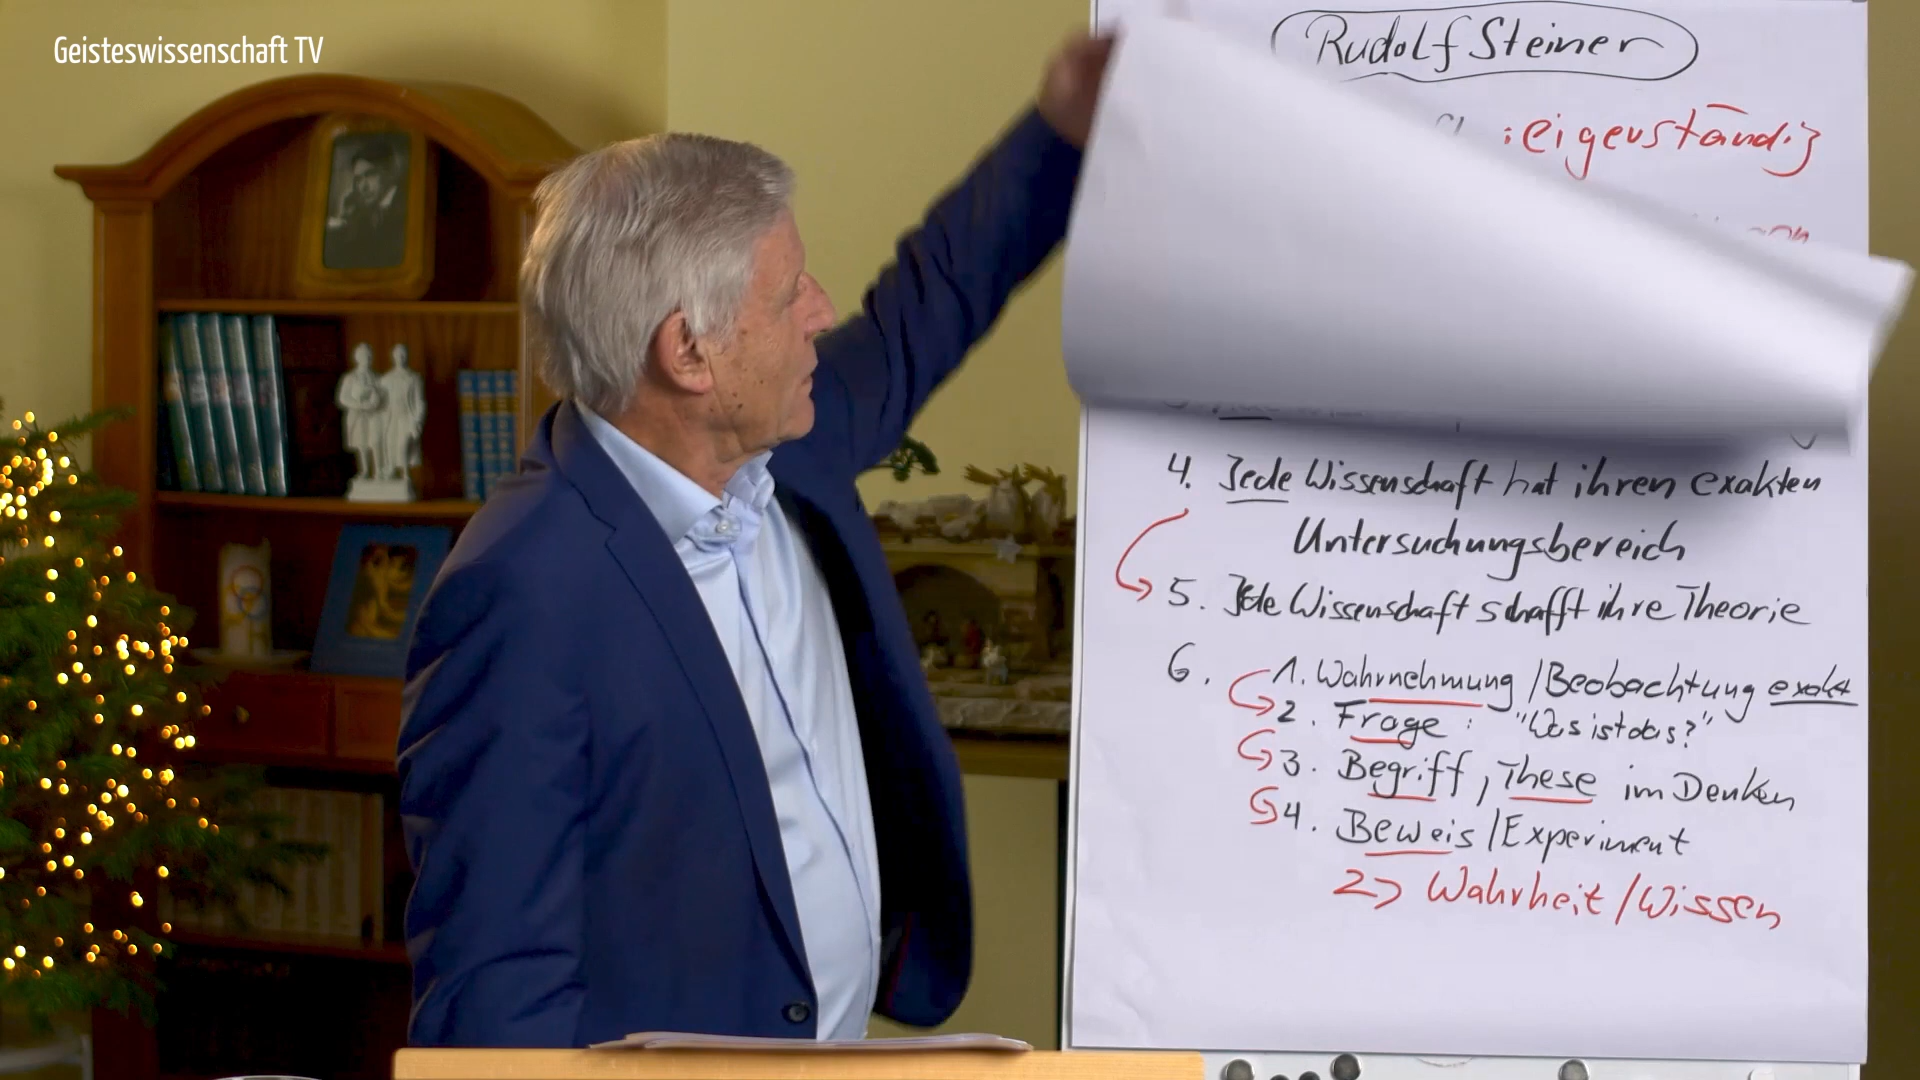 Geisteswissenschaft TV
Rudolf Steiner
: eigenständig
4. Jede Wissenschaft hat ihren exakten
Untersuchungsbereich
5. Jede Wissenschaft schafft ihre Theorie
6. 1. Wahrnehmung / Beobachtung exakt
2. Frage : "Was ist das?"
3. Begriff, These im Denken
4. Beweis / Experiment
=> Wahrheit / Wissen